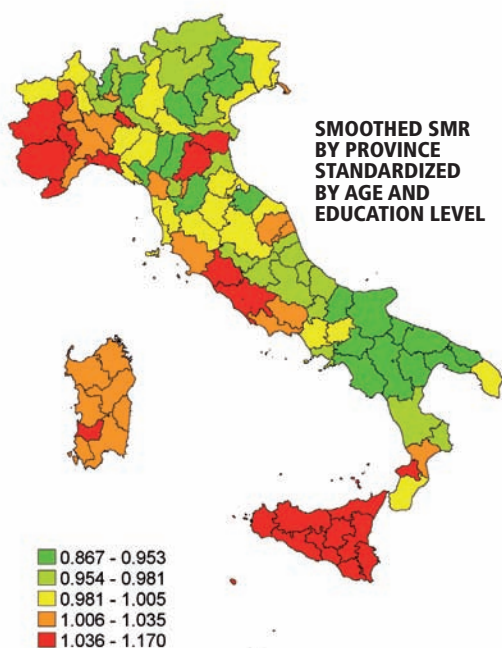 SMOOTHED SMR
BY PROVINCE
STANDARDIZED
BY AGE AND
EDUCATION LEVEL
0.867 - 0.953
0.954 - 0.981
0.981 - 1.005
1.006 - 1.035
1.036 - 1.170